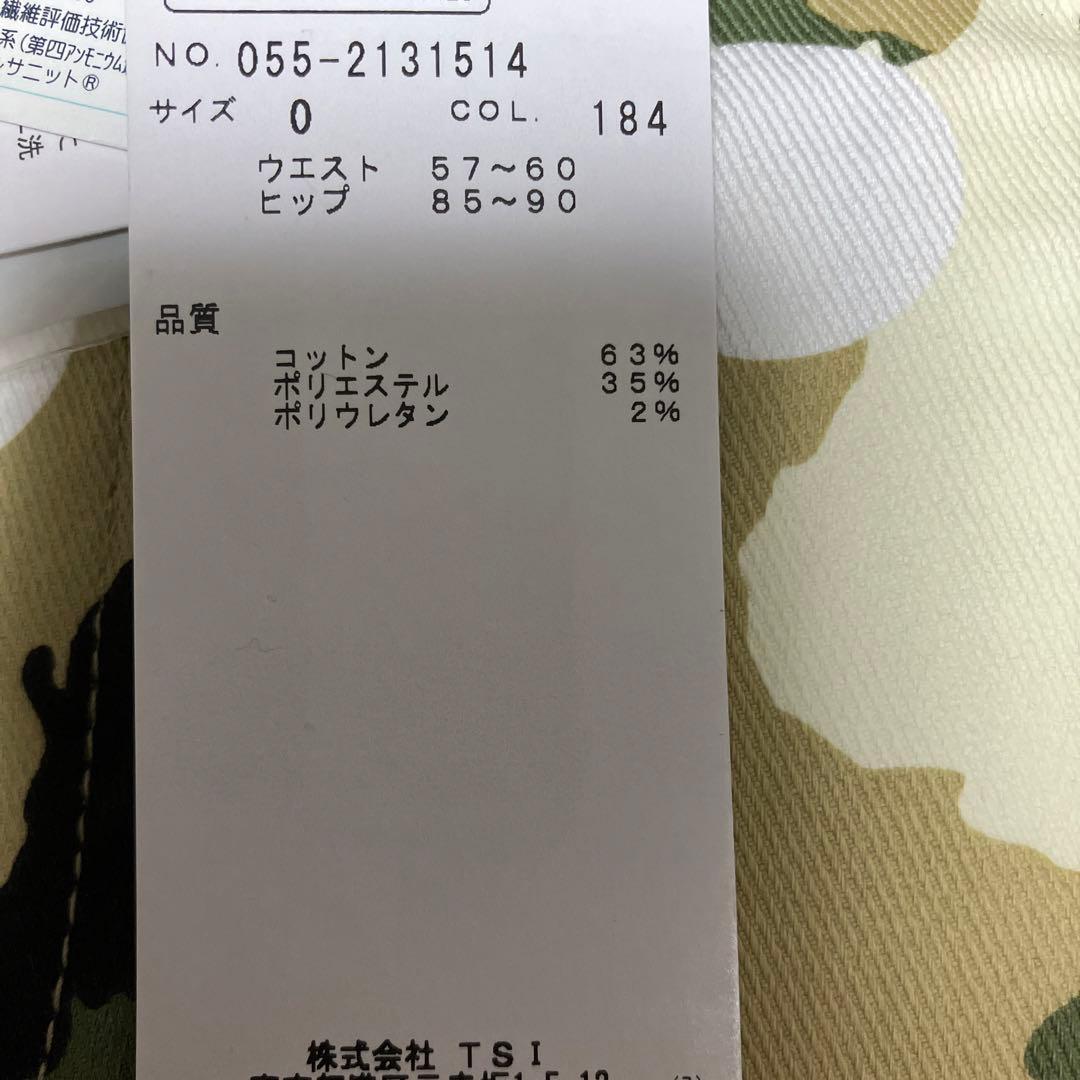 繊維評価技術
系(第四アンモニウム
サニット®
洗
NO. 055-2131514
サイズ 0 COL. 184
ウエスト 57～60
ヒップ 85～90
品質
コットン 63%
ポリエステル 35%
ポリウレタン 2%
株式会社 TSI